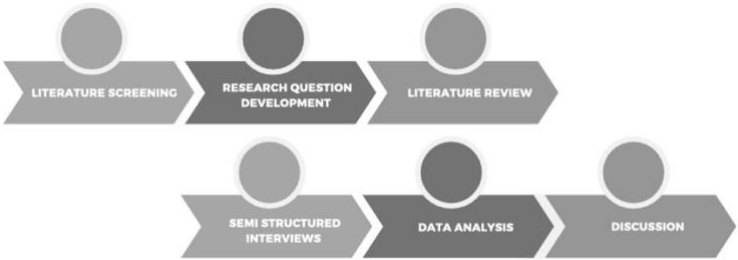 LITERATURE SCREENING
RESEARCH QUESTION
DEVELOPMENT
LITERATURE REVIEW
SEMI STRUCTURED
INTERVIEWS
DATA ANALYSIS
DISCUSSION